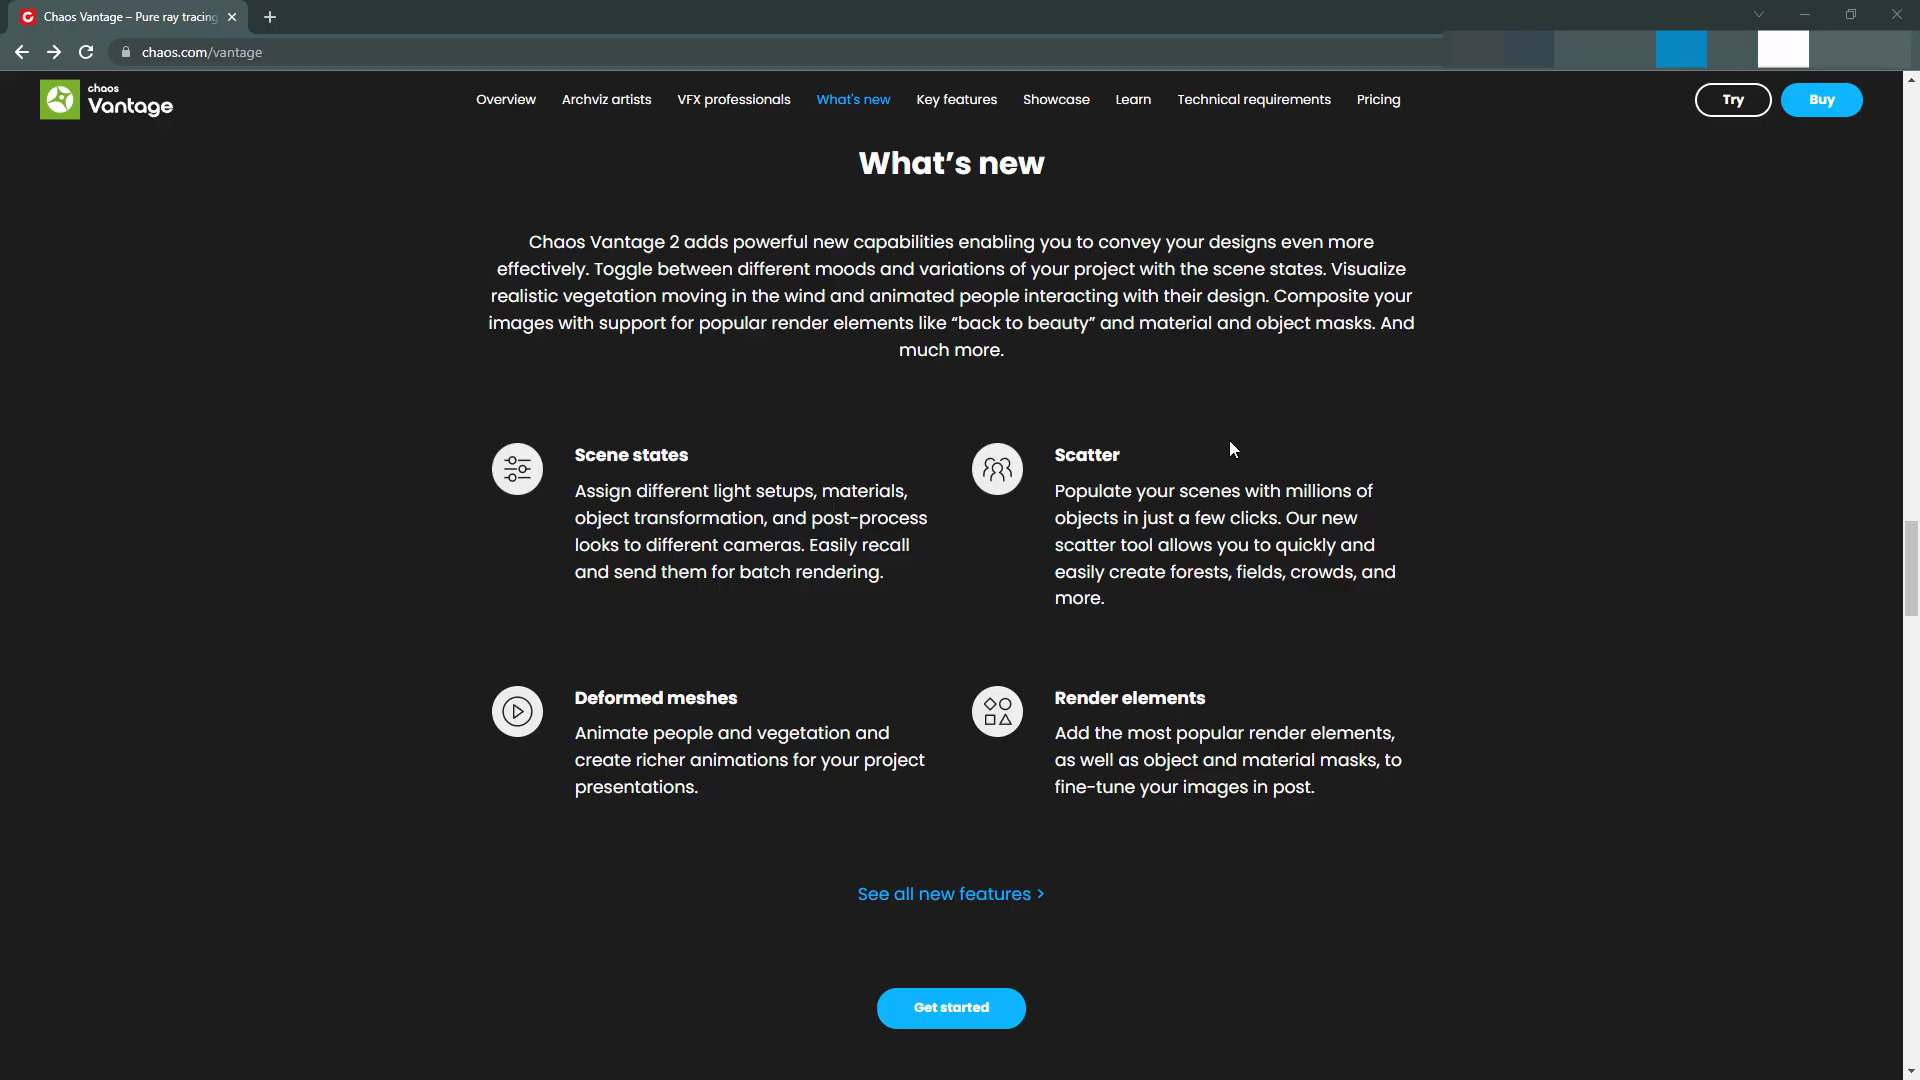 Chaos Vantage – Pure ray tracing
chaos.com/vantage
chaos
Vantage
Overview
Archviz artists
VFX professionals
What's new
Key features
Showcase
Learn
Technical requirements
Pricing
Try
Buy
What’s new
Chaos Vantage 2 adds powerful new capabilities enabling you to convey your designs even more
effectively. Toggle between different moods and variations of your project with the scene states. Visualize
realistic vegetation moving in the wind and animated people interacting with their design. Composite your
images with support for popular render elements like “back to beauty” and material and object masks. And
much more.
Scene states
Assign different light setups, materials,
object transformation, and post-process
looks to different cameras. Easily recall
and send them for batch rendering.
Scatter
Populate your scenes with millions of
objects in just a few clicks. Our new
scatter tool allows you to quickly and
easily create forests, fields, crowds, and
more.
Deformed meshes
Animate people and vegetation and
create richer animations for your project
presentations.
Render elements
Add the most popular render elements,
as well as object and material masks, to
fine-tune your images in post.
See all new features >
Get started